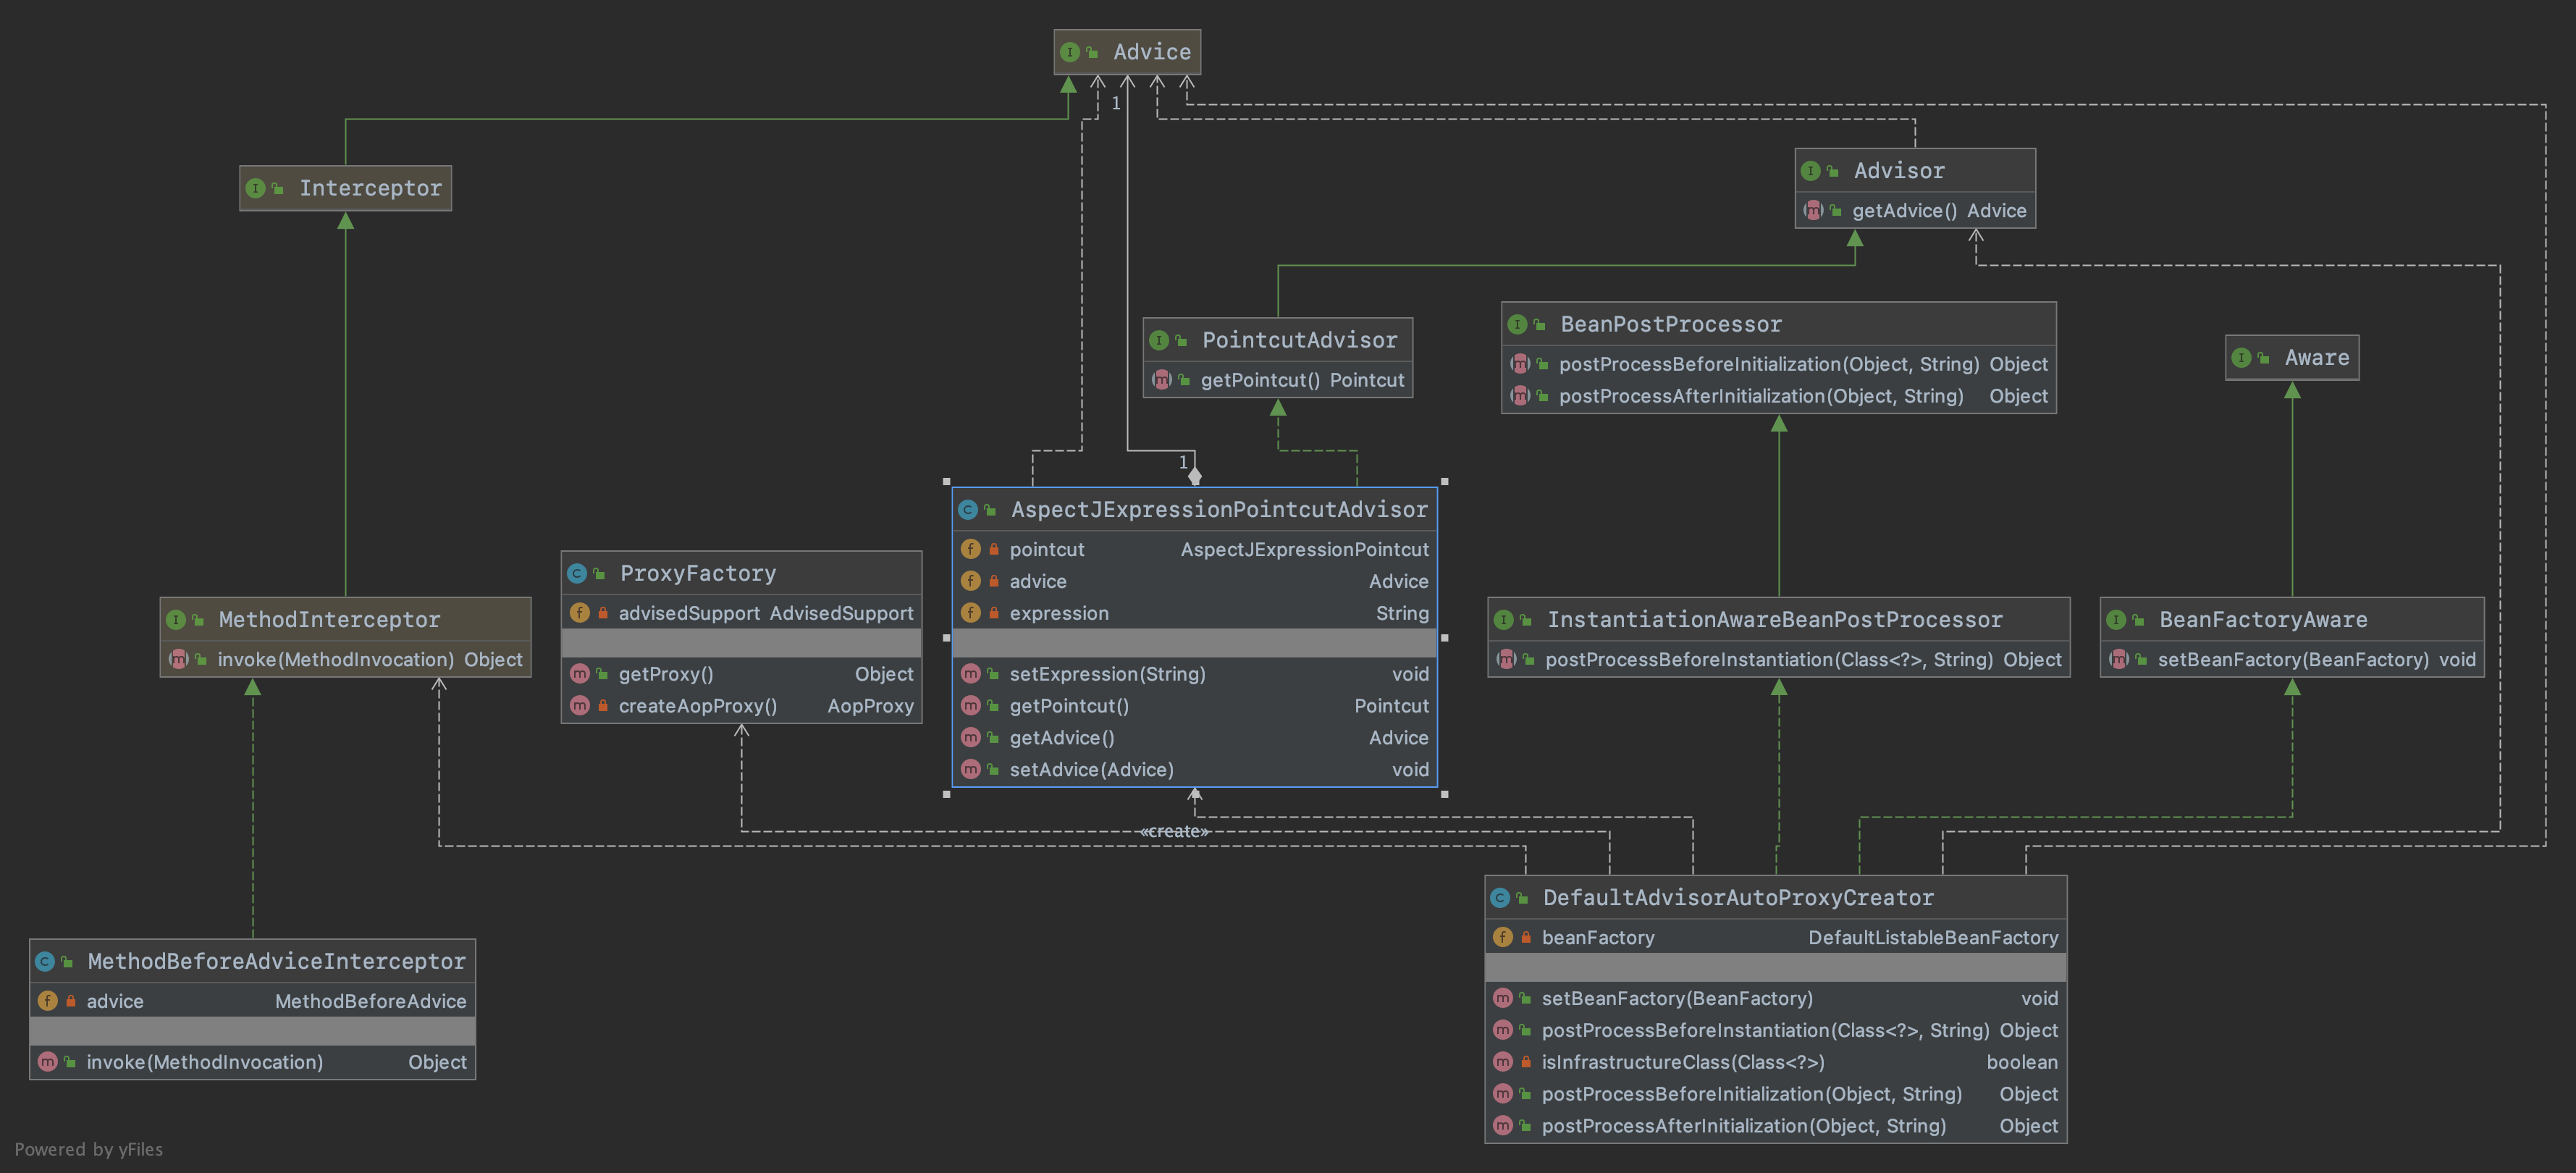 Advice
1
Interceptor
Advisor
getAdvice() Advice
PointcutAdvisor
getPointcut() Pointcut
BeanPostProcessor
postProcessBeforeInitialization(Object, String) Object
postProcessAfterInitialization(Object, String) Object
Aware
1
AspectJExpressionPointcutAdvisor
pointcut AspectJExpressionPointcut
advice Advice
expression String
setExpression(String) void
getPointcut() Pointcut
getAdvice() Advice
setAdvice(Advice) void
ProxyFactory
advisedSupport AdvisedSupport
getProxy() Object
createAopProxy() AopProxy
MethodInterceptor
invoke(MethodInvocation) Object
InstantiationAwareBeanPostProcessor
postProcessBeforeInstantiation(Class<?>, String) Object
BeanFactoryAware
setBeanFactory(BeanFactory) void
«create»
DefaultAdvisorAutoProxyCreator
beanFactory DefaultListableBeanFactory
setBeanFactory(BeanFactory) void
postProcessBeforeInstantiation(Class<?>, String) Object
isInfrastructureClass(Class<?>) boolean
postProcessBeforeInitialization(Object, String) Object
postProcessAfterInitialization(Object, String) Object
MethodBeforeAdviceInterceptor
advice MethodBeforeAdvice
invoke(MethodInvocation) Object
Powered by yFiles